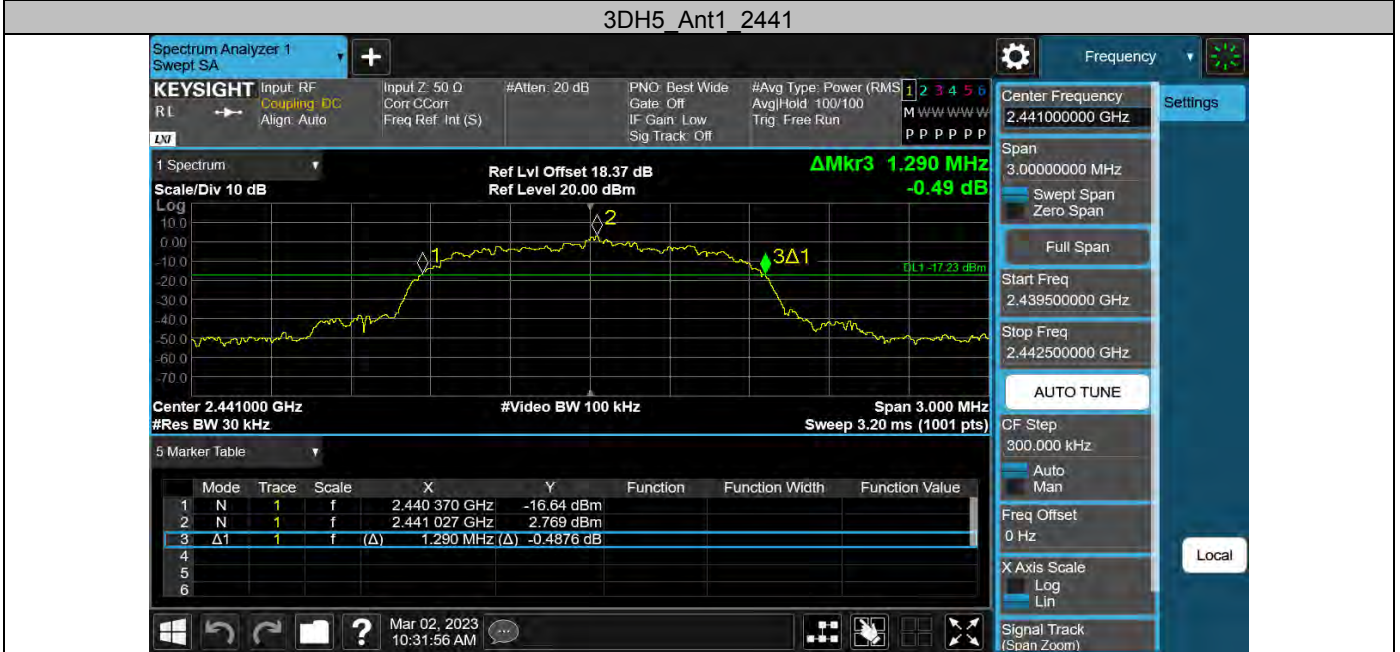 3DH5_Ant1_2441
Spectrum Analyzer 1
Swept SA
+
Frequency
KEYSIGHT
RL
LXI
Input: RF
Coupling: DC
Align: Auto
Input Z: 50 Ω
Corr CCorr
Freq Ref: Int (S)
#Atten: 20 dB
PNO: Best Wide
Gate: Off
IF Gain: Low
Sig Track: Off
#Avg Type: Power (RMS
Avg|Hold: 100/100
Trig: Free Run
1 2 3 4 5 6
M W W W W W
P P P P P P
Center Frequency
2.441000000 GHz
Settings
1 Spectrum
Ref Lvl Offset 18.37 dB
ΔMkr3 1.290 MHz
Scale/Div 10 dB
Ref Level 20.00 dBm
-0.49 dB
Span
3.00000000 MHz
Swept Span
Zero Span
Full Span
Start Freq
2.439500000 GHz
Stop Freq
2.442500000 GHz
AUTO TUNE
CF Step
300.000 kHz
Auto
Man
Freq Offset
0 Hz
X Axis Scale
Log
Lin
Signal Track
(Span Zoom)
Local
Log
10.0
0.00
-10.0
-20.0
-30.0
-40.0
-50.0
-60.0
-70.0
1
2
3Δ1
DL1 -17.23 dBm
Center 2.441000 GHz
#Video BW 100 kHz
Span 3.000 MHz
#Res BW 30 kHz
Sweep 3.20 ms (1001 pts)
5 Marker Table
Mode Trace Scale X Y Function Function Width Function Value
1 N 1 f 2.440 370 GHz -16.64 dBm
2 N 1 f 2.441 027 GHz 2.769 dBm
3 Δ1 1 f (Δ) 1.290 MHz (Δ) -0.4876 dB
4
5
6
?
Mar 02, 2023
10:31:56 AM